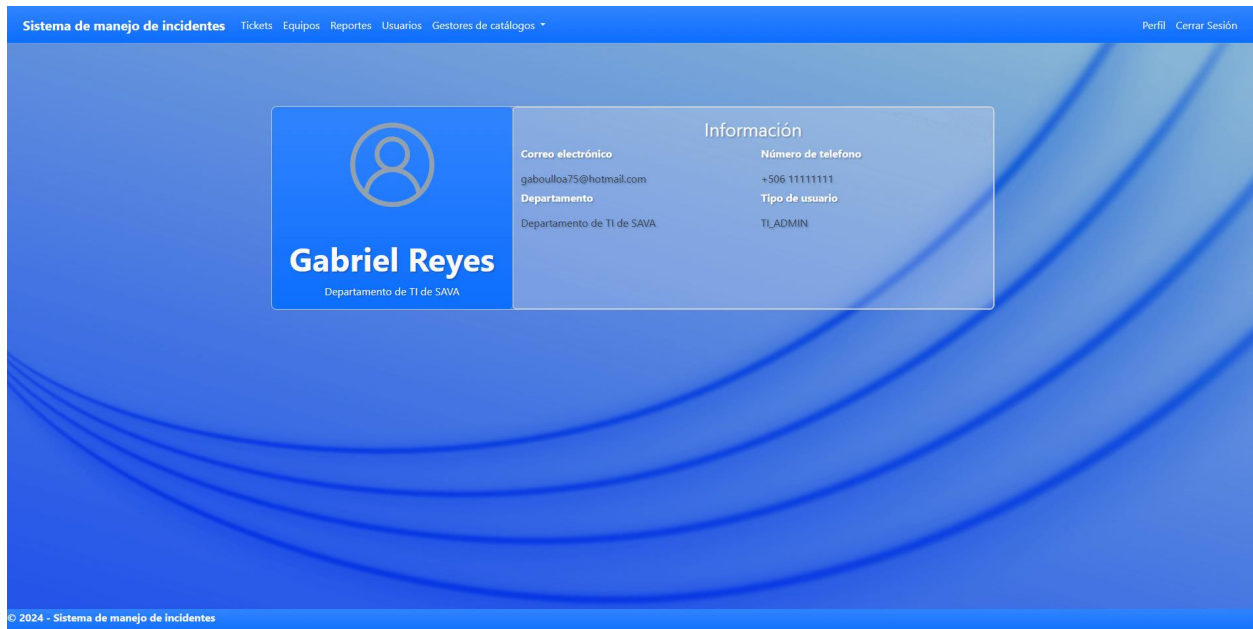 Sistema de manejo de incidentes Tickets Equipos Reportes Usuarios Gestores de catálogos Perfil Cerrar Sesión
Gabriel Reyes
Departamento de TI de SAVA
Información
Correo electrónico Número de telefono
gaboulloa75@hotmail.com +506 11111111
Departamento Tipo de usuario
Departamento de TI de SAVA TI_ADMIN
© 2024 - Sistema de manejo de incidentes